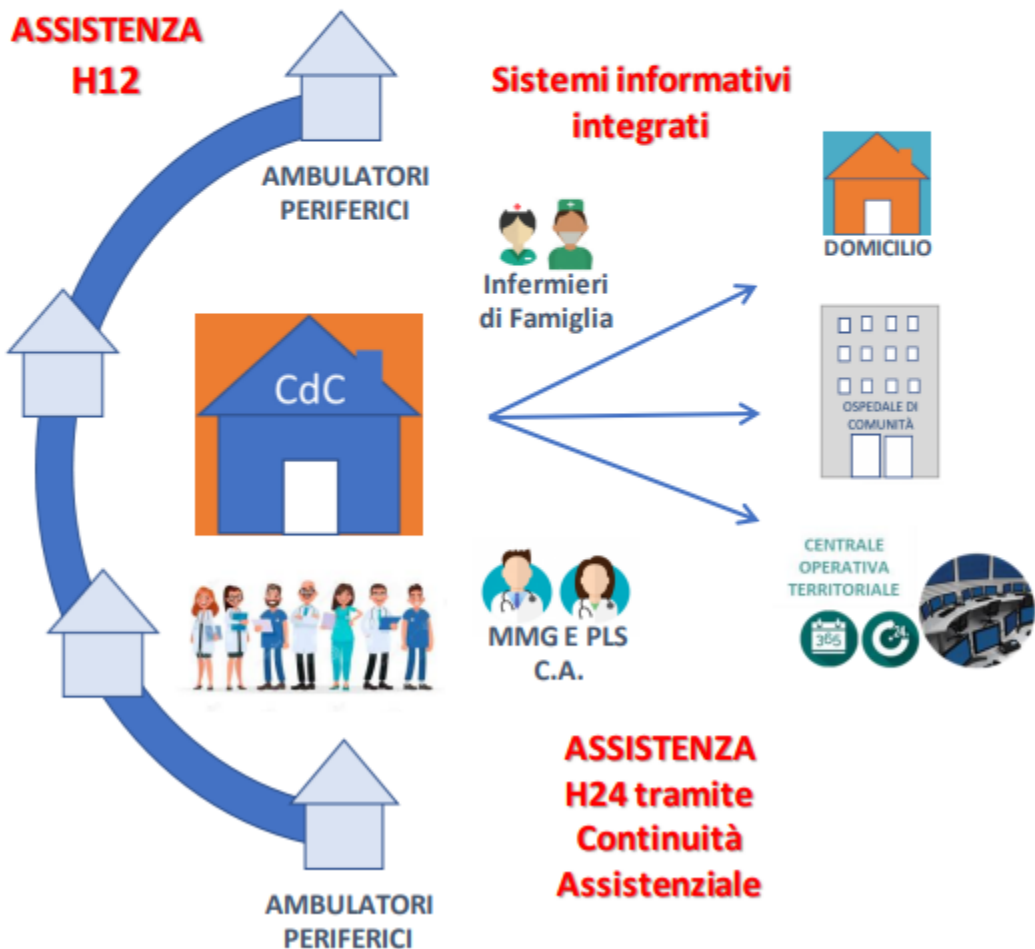 ASSISTENZA
H12
Sistemi informativi
integrati
AMBULATORI
PERIFERICI
DOMICILIO
Infermieri
di Famiglia
CdC
OSPEDALE DI
COMUNITÀ
CENTRALE
OPERATIVA
TERRITORIALE
365
24
MMG E PLS
C.A.
ASSISTENZA
H24 tramite
Continuità
Assistenziale
AMBULATORI
PERIFERICI